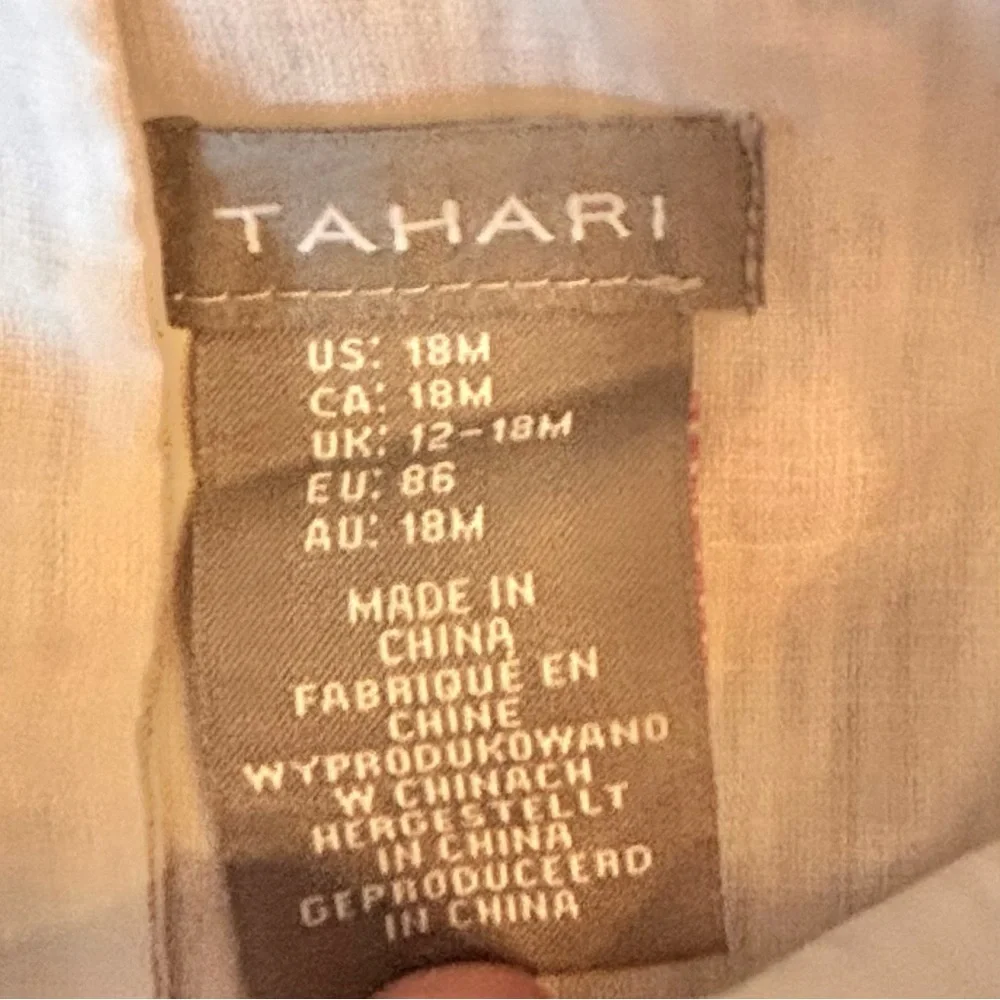 TAHARI
US: 18M
CA: 18M
UK: 12-18M
EU: 86
AU: 18M
MADE IN
CHINA
FABRIQUÉ EN
CHINE
WYPRODUKOWANO
W CHINACH
HERGESTELLT
IN CHINA
GEPRODUCEERD
IN CHINA